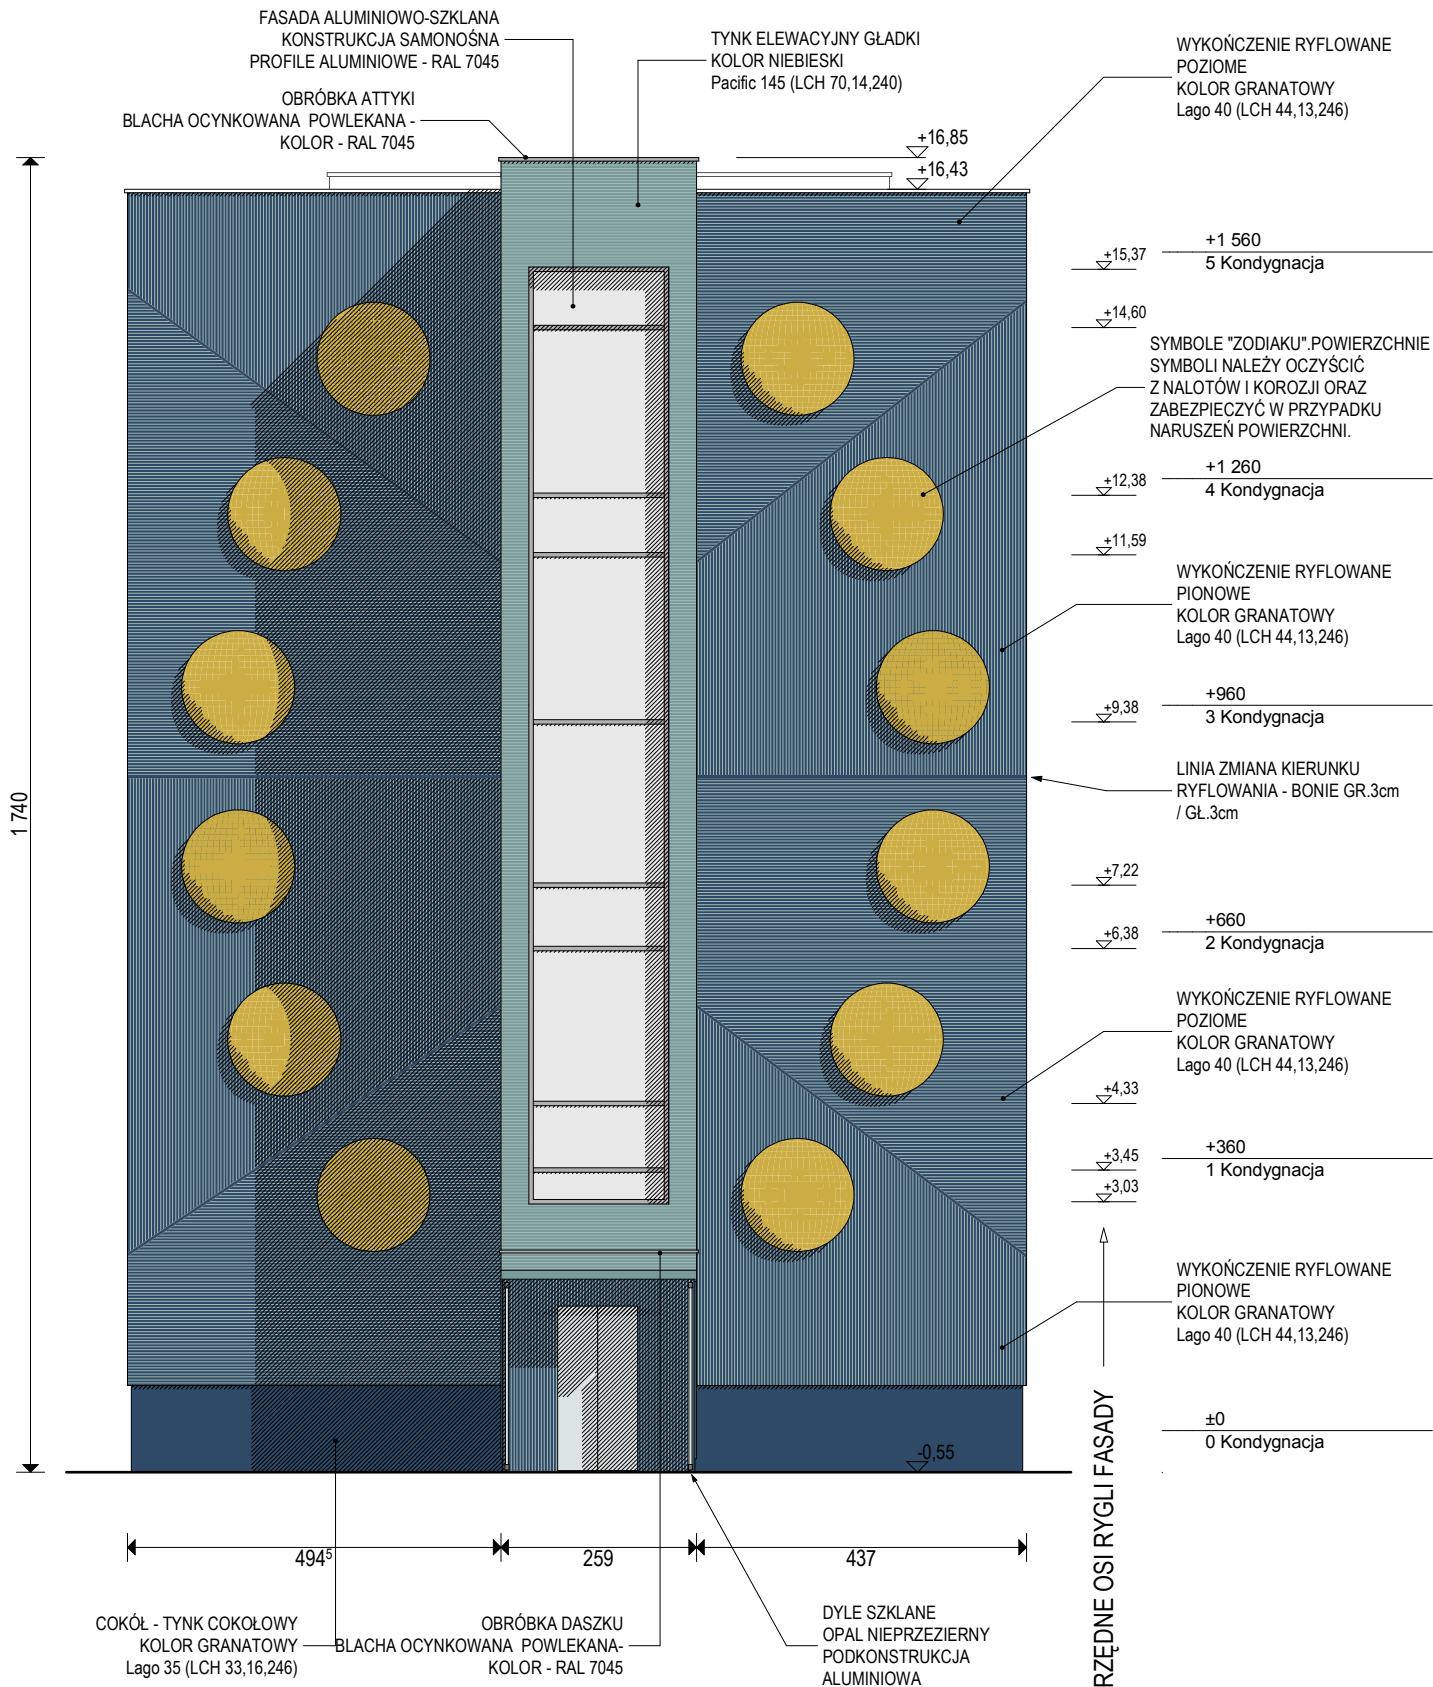 FASADA ALUMINIOWO-SZKLANA
KONSTRUKCJA SAMONOŚNA
PROFILE ALUMINIOWE - RAL 7045
OBRÓBKA ATTYKI
BLACHA OCYNKOWANA POWLEKANA -
KOLOR - RAL 7045
TYNK ELEWACYJNY GŁADKI
KOLOR NIEBIESKI
Pacific 145 (LCH 70,14,240)
WYKOŃCZENIE RYFLOWANE
POZIOME
KOLOR GRANATOWY
Lago 40 (LCH 44,13,246)
+16,85
+16,43
+15,37
+1 560
5 Kondygnacja
+14,60
SYMBOLE "ZODIAKU".POWIERZCHNIE
SYMBOLI NALEŻY OCZYŚCIĆ
Z NALOTÓW I KOROZJI ORAZ
ZABEZPIECZYĆ W PRZYPADKU
NARUSZEŃ POWIERZCHNI.
+12,38
+1 260
4 Kondygnacja
+11,59
WYKOŃCZENIE RYFLOWANE
PIONOWE
KOLOR GRANATOWY
Lago 40 (LCH 44,13,246)
+9,38
+960
3 Kondygnacja
LINIA ZMIANA KIERUNKU
RYFLOWANIA - BONIE GR.3cm
/ GŁ.3cm
1 740
+7,22
+660
2 Kondygnacja
+6,38
WYKOŃCZENIE RYFLOWANE
POZIOME
KOLOR GRANATOWY
Lago 40 (LCH 44,13,246)
+4,33
+360
1 Kondygnacja
+3,45
+3,03
WYKOŃCZENIE RYFLOWANE
PIONOWE
KOLOR GRANATOWY
Lago 40 (LCH 44,13,246)
RZĘDNE OSI RYGLI FASADY
±0
0 Kondygnacja
-0,55
494⁵
259
437
COKÓŁ - TYNK COKOŁOWY
KOLOR GRANATOWY
Lago 35 (LCH 33,16,246)
OBRÓBKA DASZKU
BLACHA OCYNKOWANA POWLEKANA-
KOLOR - RAL 7045
DYLE SZKLANE
OPAL NIEPRZEZIERNY
PODKONSTRUKCJA
ALUMINIOWA